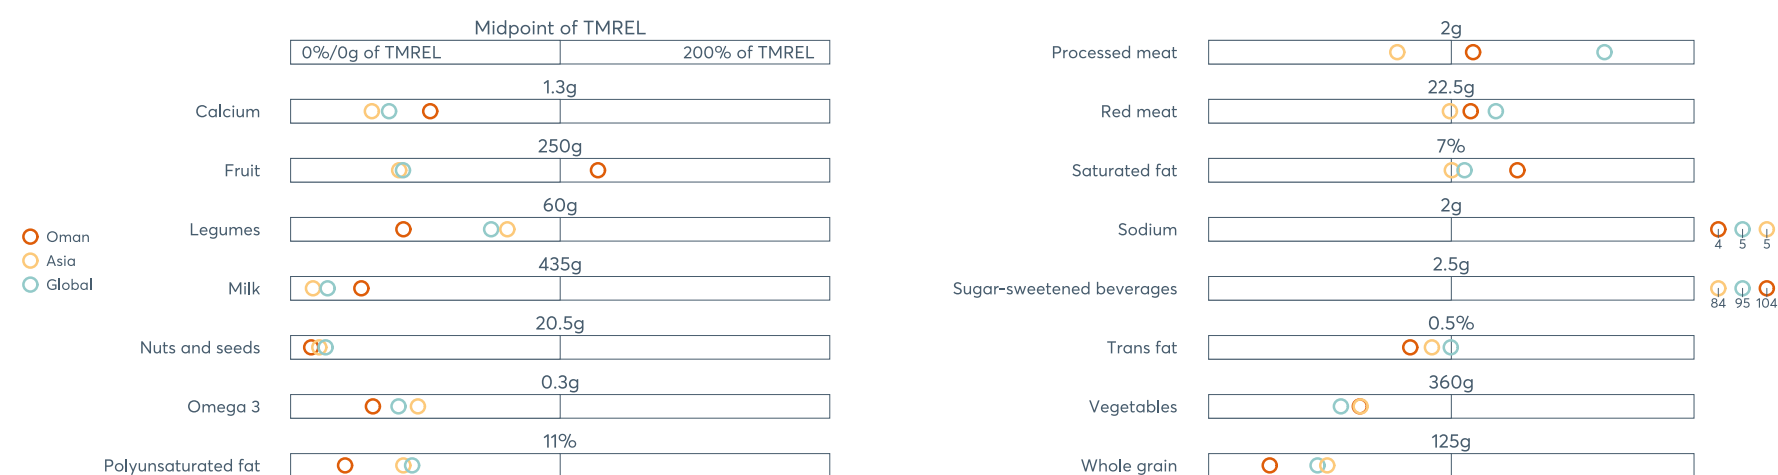 Midpoint of TMREL
0%/0g of TMREL 200% of TMREL
1.3g
Calcium
250g
Fruit
60g
Legumes
435g
Milk
20.5g
Nuts and seeds
0.3g
Omega 3
11%
Polyunsaturated fat
Oman
Asia
Global
2g
Processed meat
22.5g
Red meat
7%
Saturated fat
2g
Sodium
4 5 5
2.5g
Sugar-sweetened beverages
84 95 104
0.5%
Trans fat
360g
Vegetables
125g
Whole grain